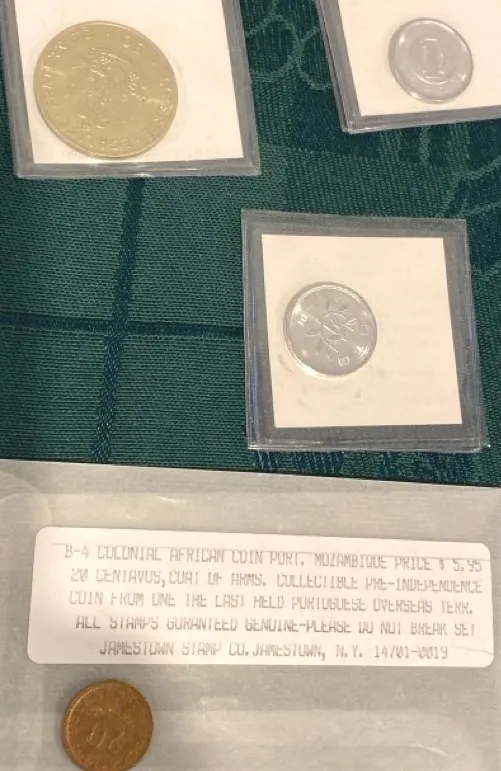 1
B-4 COLONIAL AFRICAN COIN PORT. MOZAMBIQUE PRICE $ 5.95
20 CENTAVOS, COAT OF ARMS. COLLECTIBLE PRE-INDEPENDENCE
COIN FROM ONE THE LAST HELD PORTUGUESE OVERSEAS TERR.
ALL STAMPS GURANTEED GENUINE-PLEASE DO NOT BREAK SET
JAMESTOWN STAMP CO. JAMESTOWN, N.Y. 14701-0019